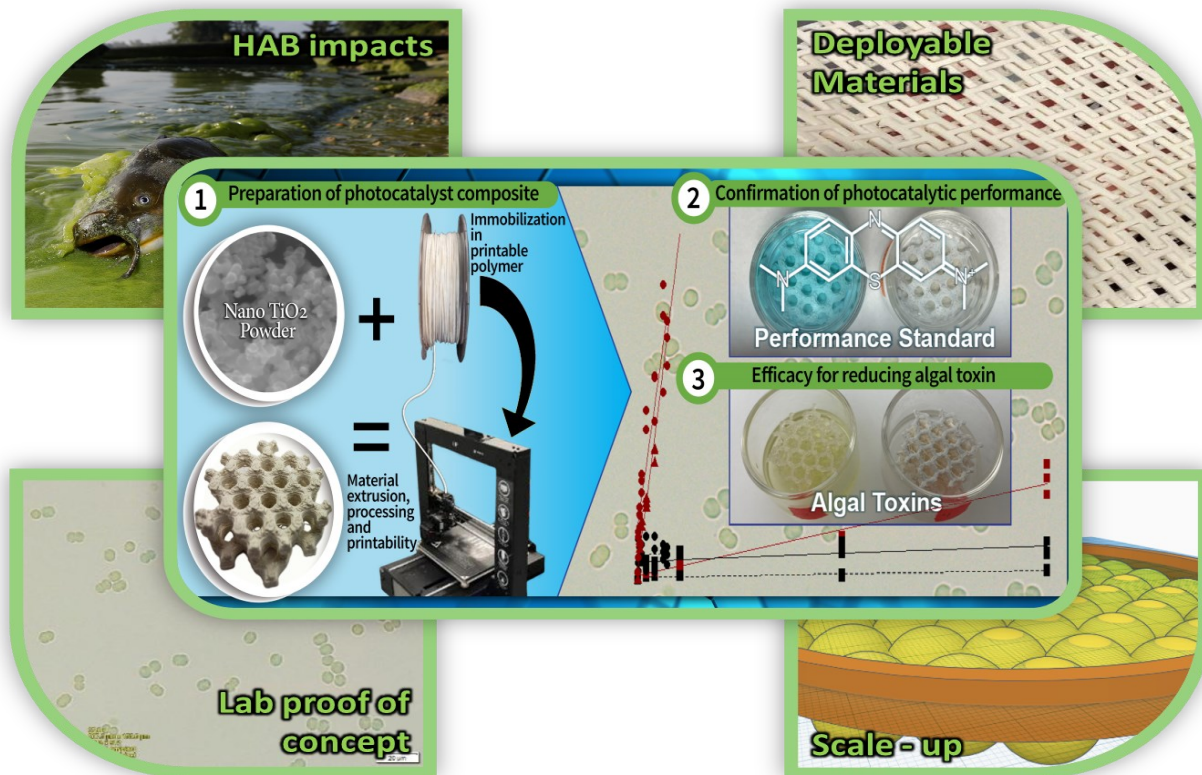 HAB impacts
Deployable
Materials
1
Preparation of photocatalyst composite
Immobilization
in
printable
polymer
Nano TiO2
Powder
+
=
Material
extrusion,
processing
and
printability
2
Confirmation of photocatalytic performance
N
N
S
N+
Performance Standard
3
Efficacy for reducing algal toxin
Algal Toxins
Lab proof of
concept
20 µm
Scale - up